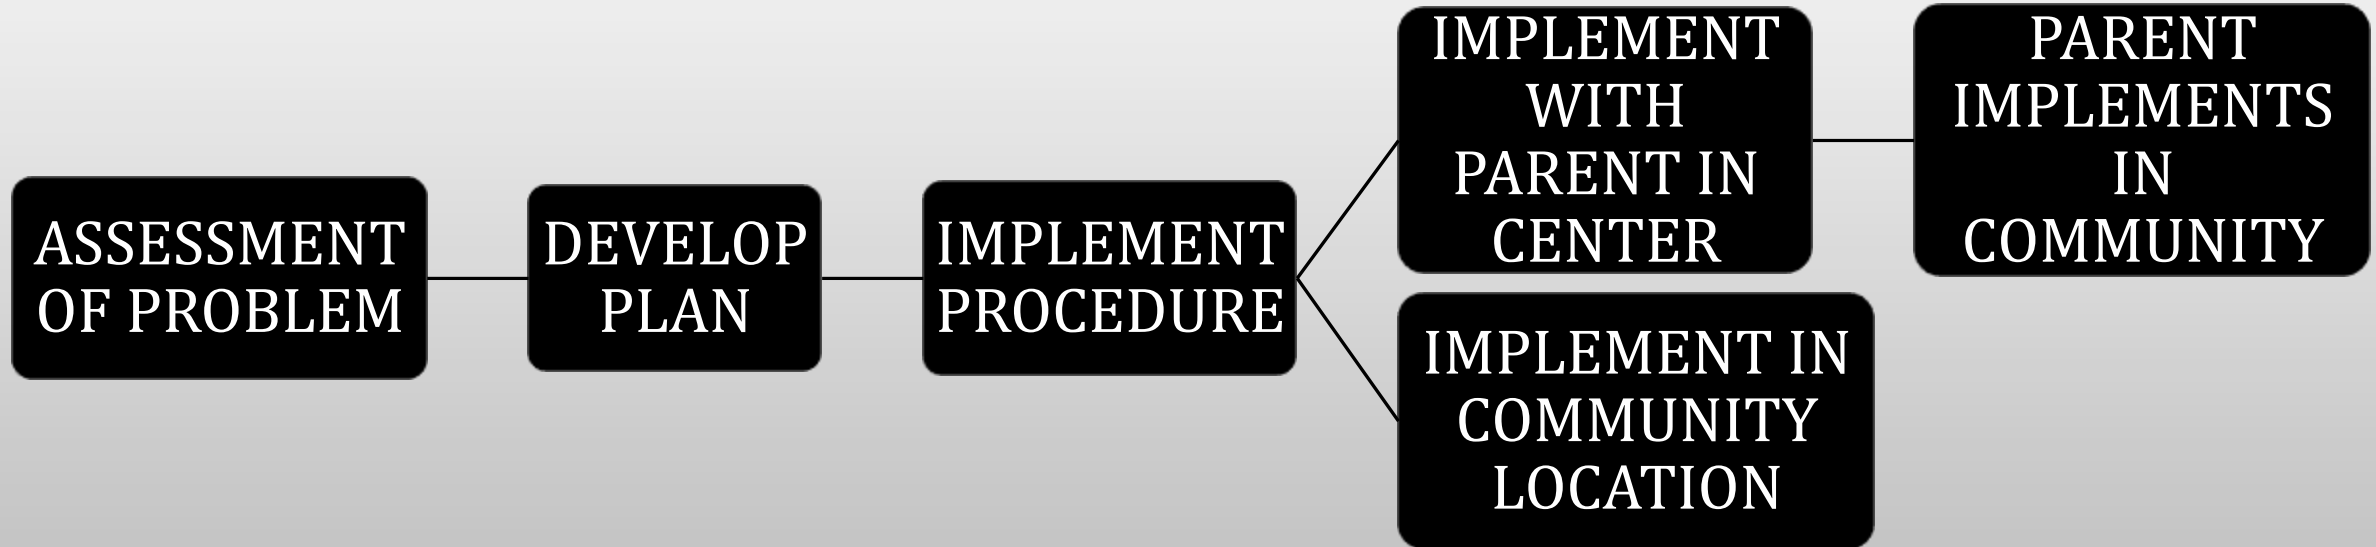 ASSESSMENT
OF PROBLEM
DEVELOP
PLAN
IMPLEMENT
PROCEDURE
IMPLEMENT
WITH
PARENT IN
CENTER
PARENT
IMPLEMENTS
IN
COMMUNITY
IMPLEMENT IN
COMMUNITY
LOCATION